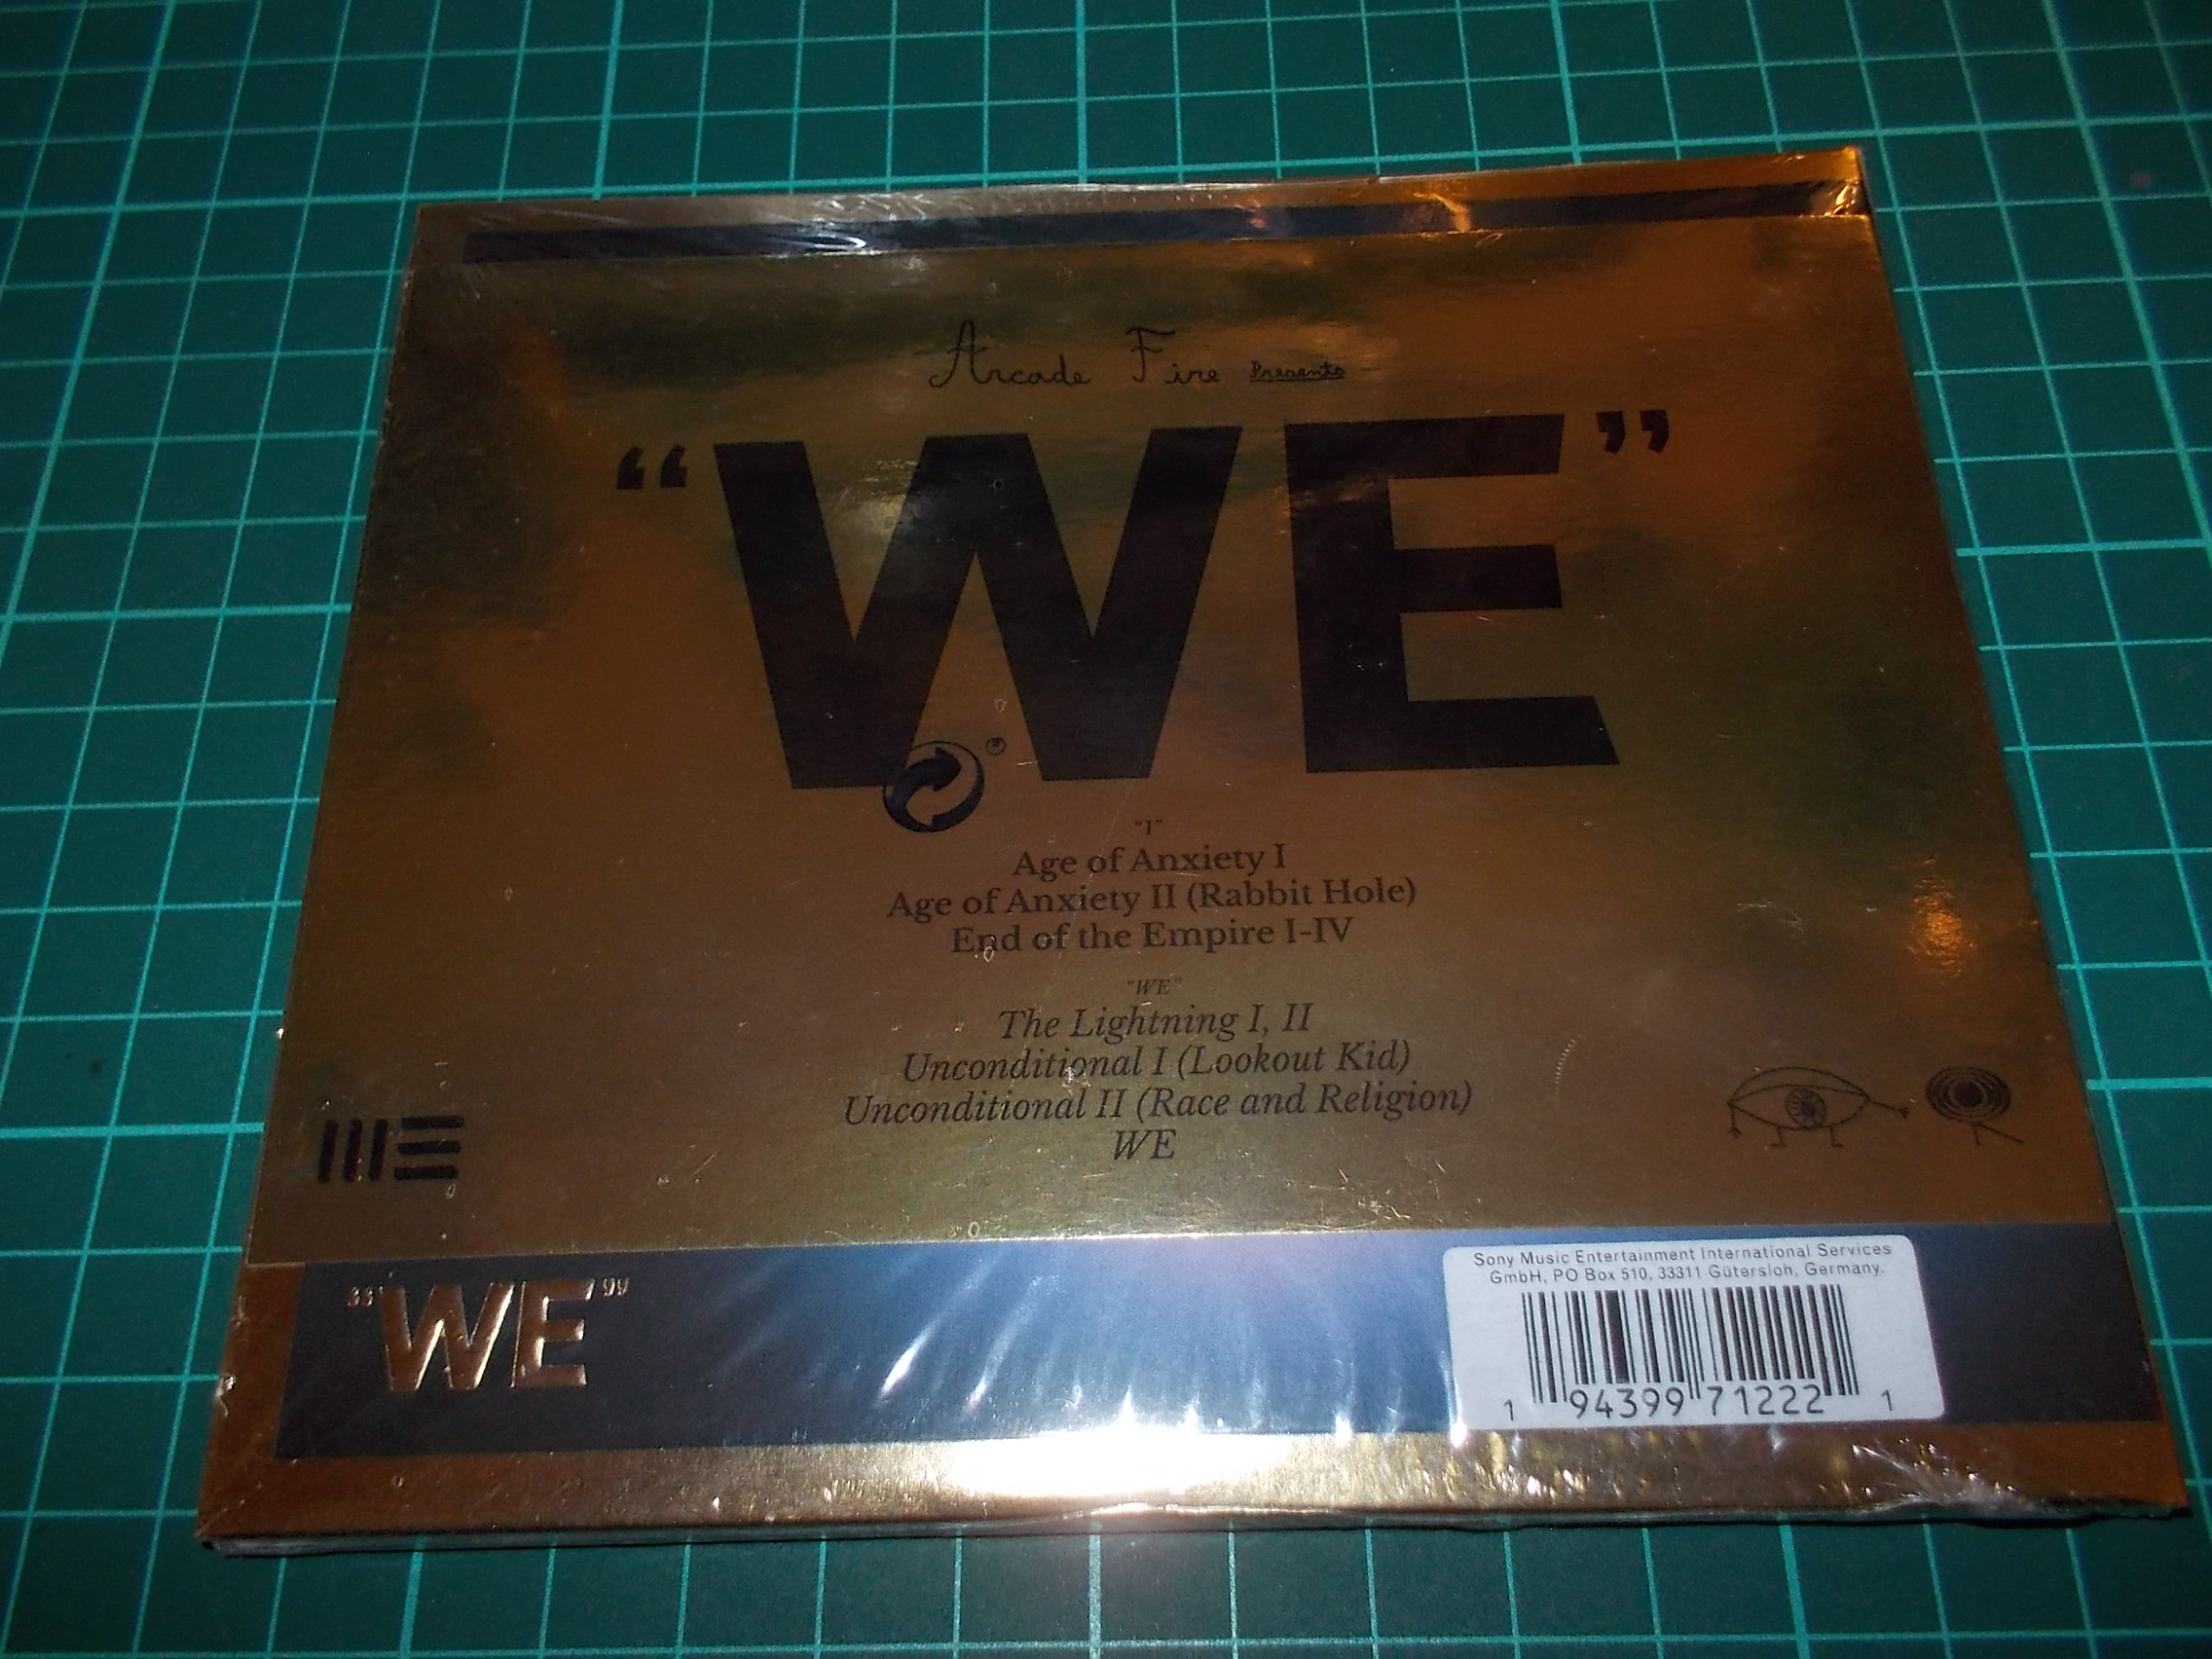 Arcade Fire Presents
“WE”
®
“I”
Age of Anxiety I
Age of Anxiety II (Rabbit Hole)
End of the Empire I-IV
“WE”
The Lightning I, II
Unconditional I (Lookout Kid)
Unconditional II (Race and Religion)
WE
WE
“WE”
Sony Music Entertainment International Services
GmbH, PO Box 510, 33311 Gütersloh, Germany.
1 94399 71222 1